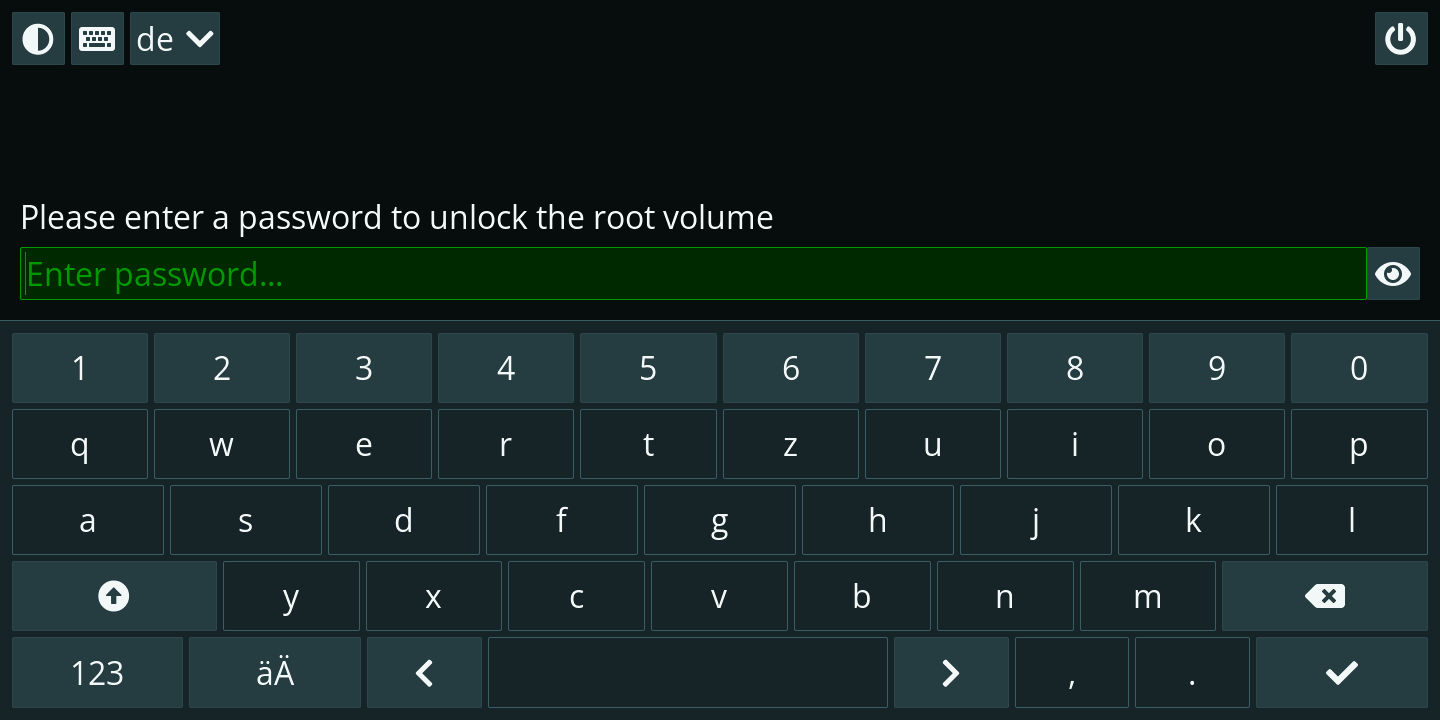 de
Please enter a password to unlock the root volume
Enter password...
1 2 3 4 5 6 7 8 9 0
q w e r t z u i o p
a s d f g h j k l
y x c v b n m
123 äÄ , .